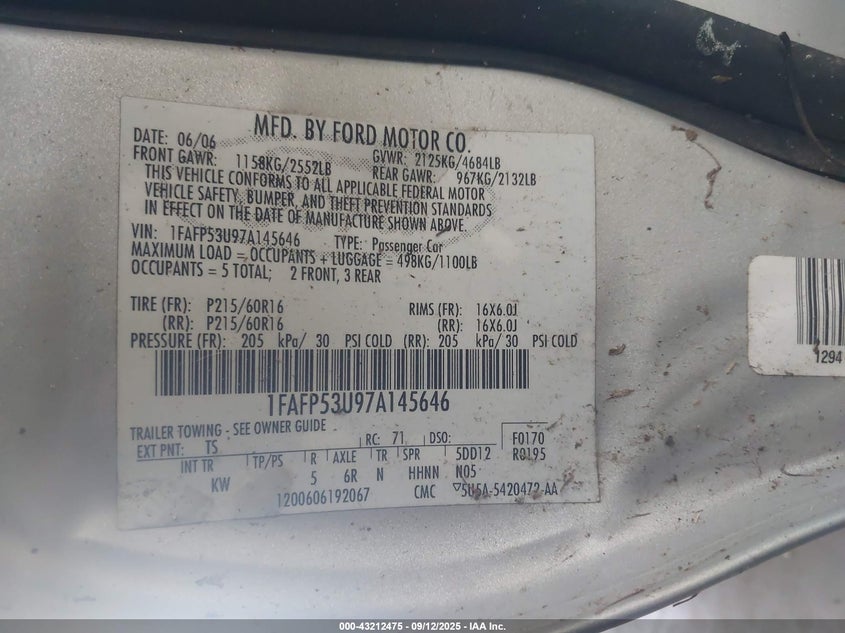 MFD. BY FORD MOTOR CO.
DATE: 06/06 GVWR: 2125KG/4684LB
FRONT GAWR: 1158KG/2552LB REAR GAWR: 967KG/2132LB
THIS VEHICLE CONFORMS TO ALL APPLICABLE FEDERAL MOTOR
VEHICLE SAFETY, BUMPER, AND THEFT PREVENTION STANDARDS
IN EFFECT ON THE DATE OF MANUFACTURE SHOWN ABOVE.
VIN: 1FAFP53U97A145646 TYPE: Passenger Car
MAXIMUM LOAD = OCCUPANTS + LUGGAGE = 498KG/1100LB
OCCUPANTS = 5 TOTAL; 2 FRONT, 3 REAR
TIRE (FR): P215/60R16 RIMS (FR): 16X6.0J
(RR): P215/60R16 (RR): 16X6.0J
PRESSURE (FR): 205 kPa/ 30 PSI COLD (RR): 205 kPa/ 30 PSI COLD
1FAFP53U97A145646
TRAILER TOWING - SEE OWNER GUIDE
EXT PNT: TS RC: 71 DSO: F0170
INT TR TP/PS R AXLE TR SPR 5DD12 R0195
KW 5 6R N HHNN N05
1200606192067 CMC ▽5U5A-5420472-AA
1294
000-43212475 - 09/12/2025 - IAA Inc.